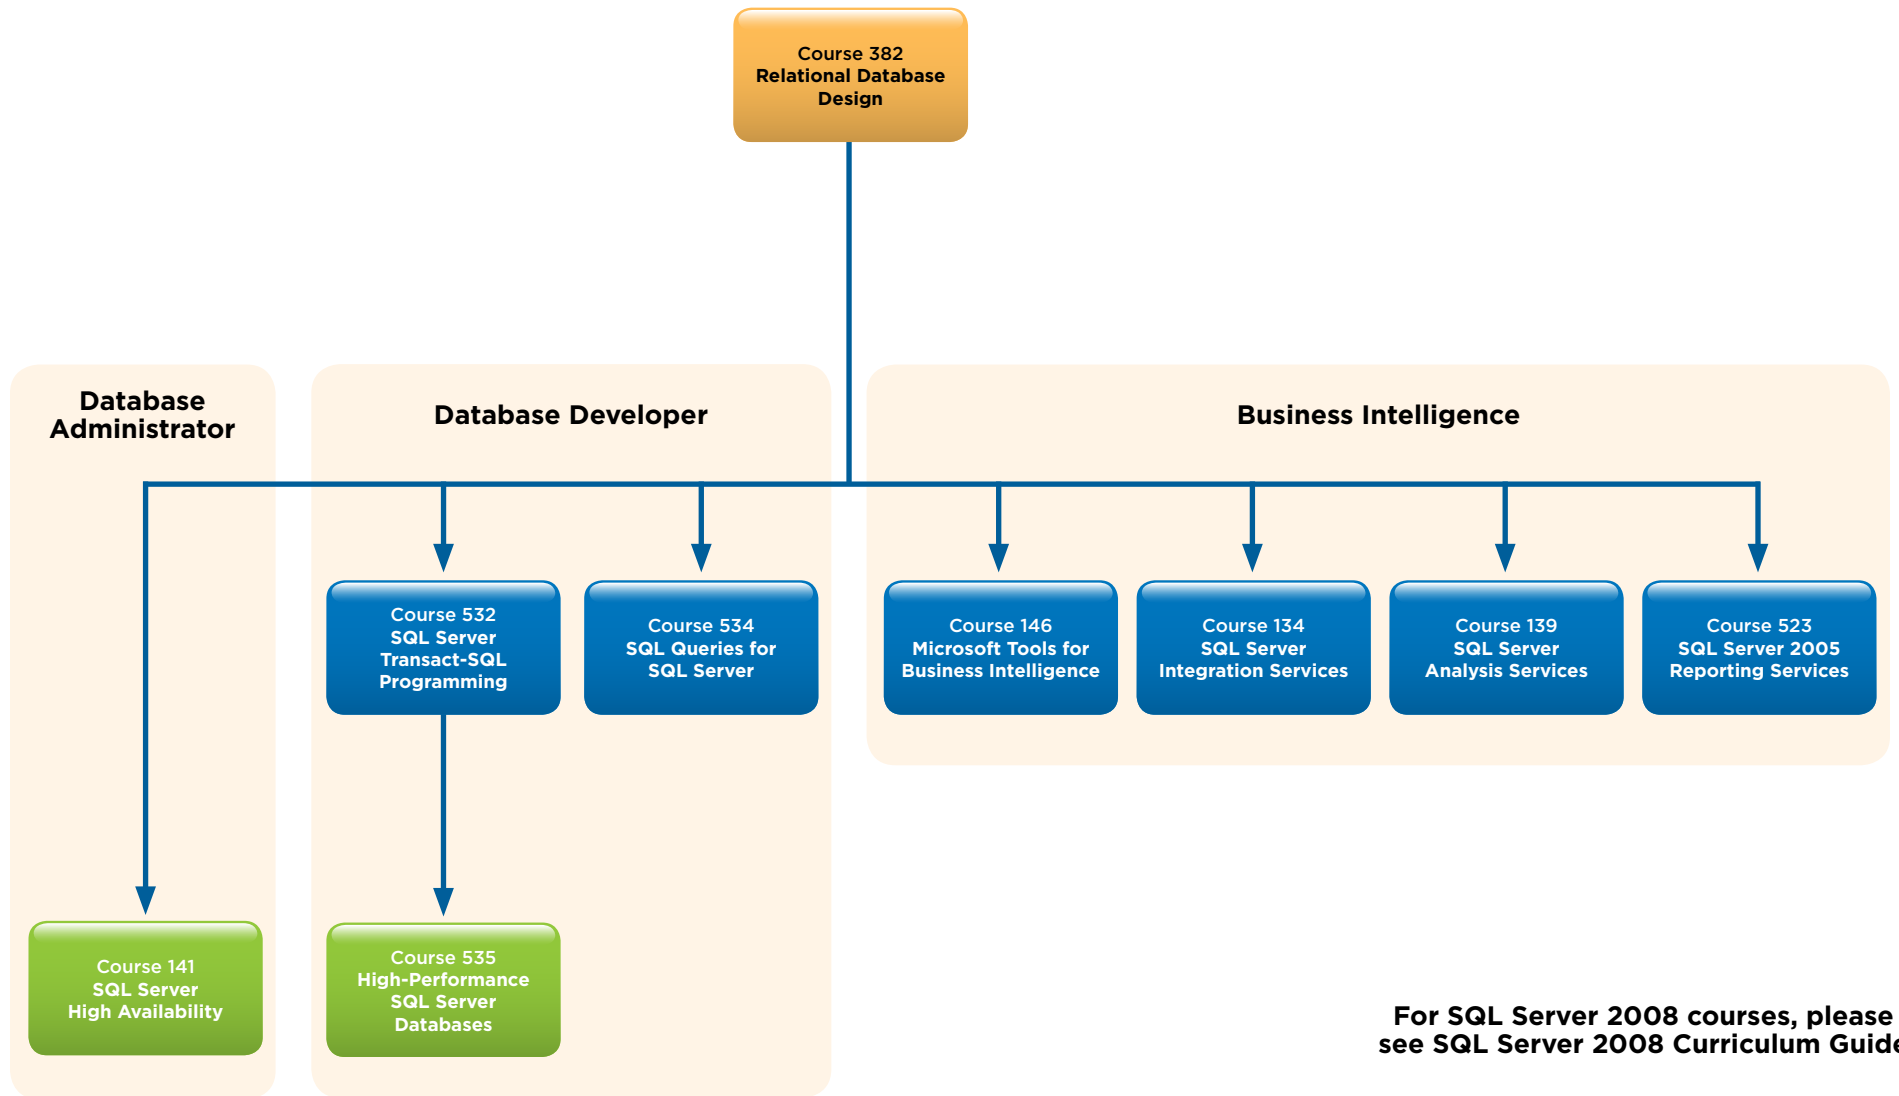 Course 382
Relational Database
Design
Database
Administrator
Database Developer
Business Intelligence
Course 532
SQL Server
Transact-SQL
Programming
Course 534
SQL Queries for
SQL Server
Course 146
Microsoft Tools for
Business Intelligence
Course 134
SQL Server
Integration Services
Course 139
SQL Server
Analysis Services
Course 523
SQL Server 2005
Reporting Services
Course 141
SQL Server
High Availability
Course 535
High-Performance
SQL Server
Databases
For SQL Server 2008 courses, please
see SQL Server 2008 Curriculum Guide